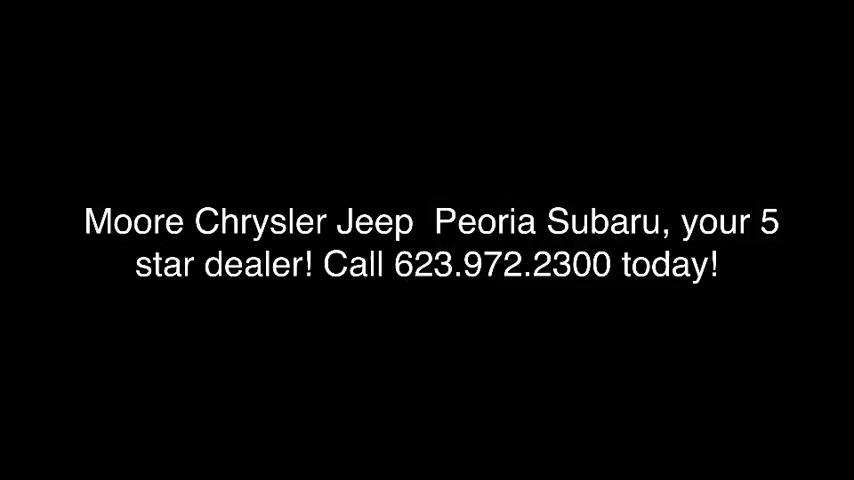 Moore Chrysler Jeep  Peoria Subaru, your 5
star dealer! Call 623.972.2300 today!